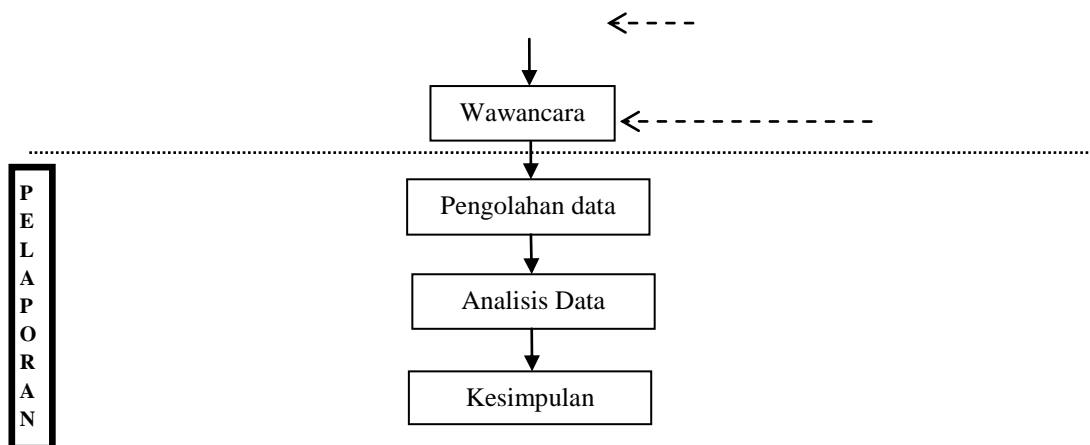 Wawancara
P
E
L
A
P
O
R
A
N
Pengolahan data
Analisis Data
Kesimpulan